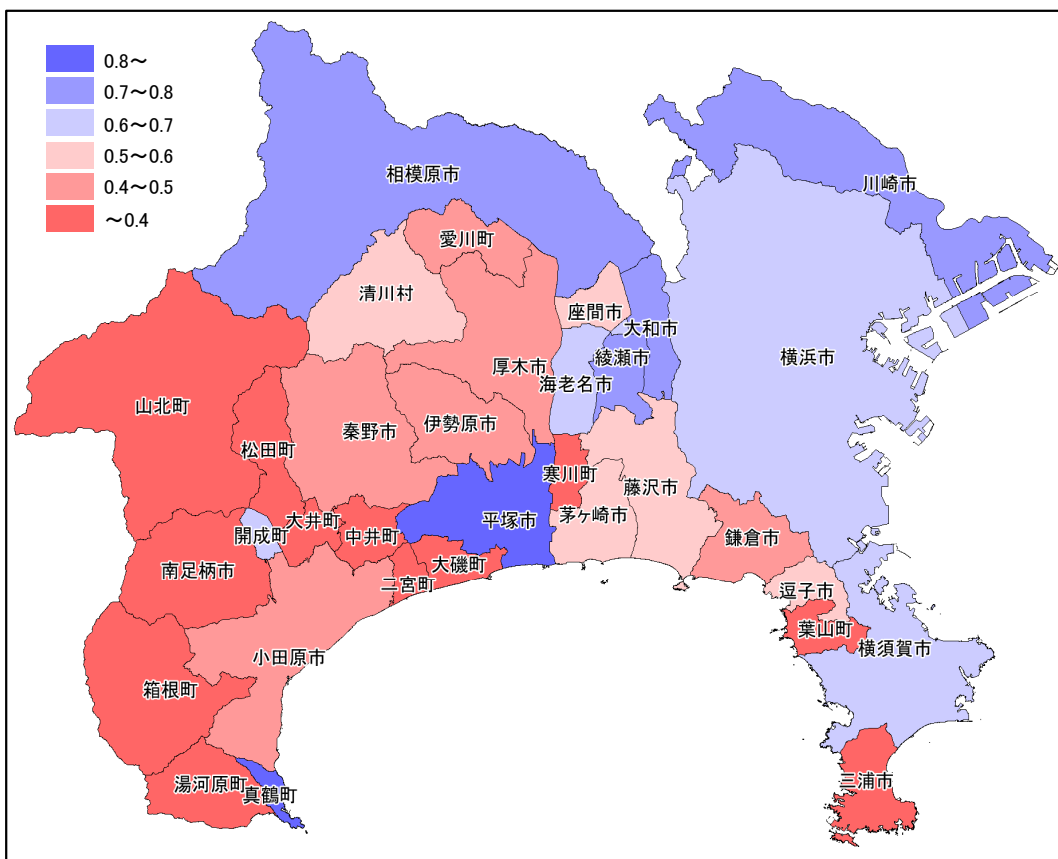 0.8～
0.7～0.8
0.6～0.7
0.5～0.6
0.4～0.5
～0.4
相模原市
川崎市
愛川町
清川村
座間市
大和市
横浜市
綾瀬市
厚木市
海老名市
山北町
伊勢原市
秦野市
松田町
寒川町
藤沢市
平塚市
茅ヶ崎市
大井町
開成町
中井町
鎌倉市
大磯町
南足柄市
二宮町
逗子市
葉山町
横須賀市
小田原市
箱根町
三浦市
湯河原町
真鶴町